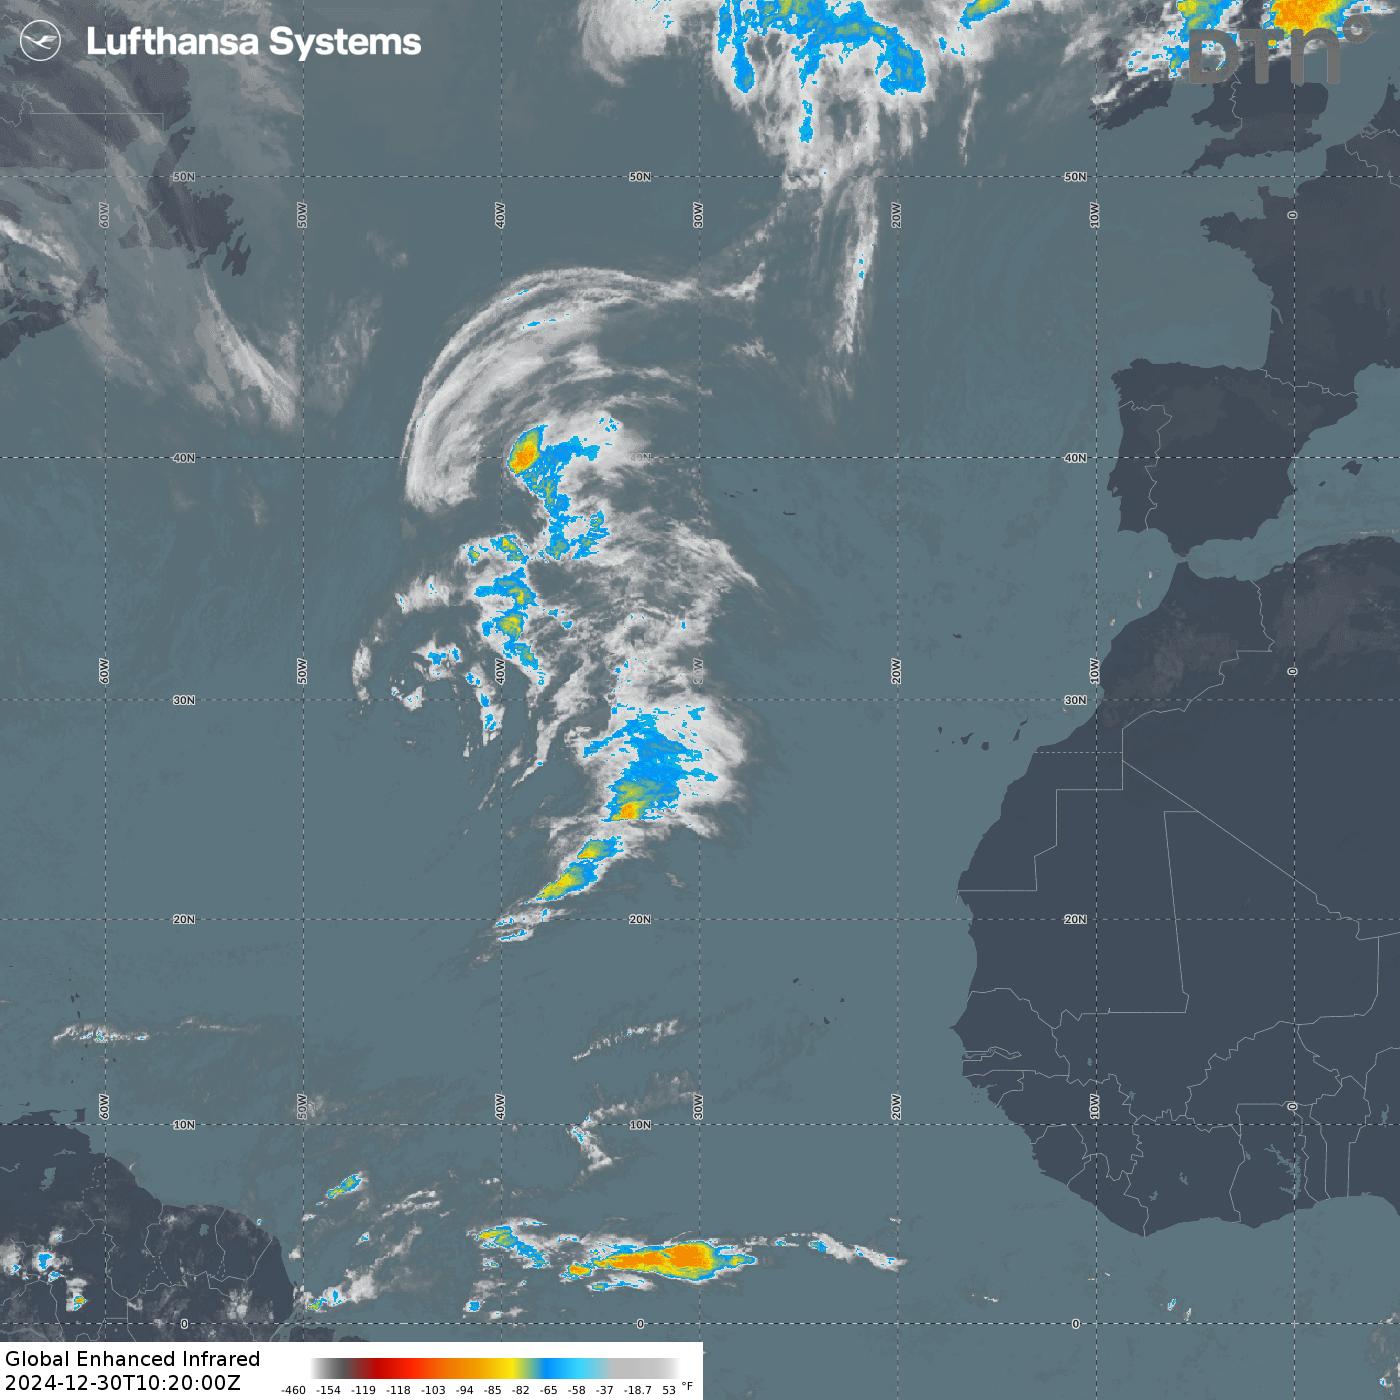 Lufthansa Systems
DTN
50N 50N 50N
60W 50W 40W 30W 20W 10W 0
40N 40N 40N
60W 50W 40W 30W 20W 10W 0
30N 30N 30N
20N 20N 20N
60W 50W 40W 30W 20W 10W 0
10N 10N 10N
0 0 0
Global Enhanced Infrared
2024-12-30T10:20:00Z
-460 -154 -119 -118 -103 -94 -85 -82 -65 -58 -37 -18.7 53 °F